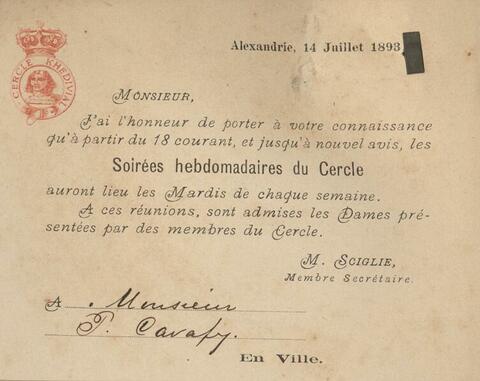 CERCLE KHÉDIVIAL
Alexandrie, 14 Juillet 1893
MONSIEUR,
J'ai l'honneur de porter à votre connaissance
qu'à partir du 18 courant, et jusqu'à nouvel avis, les
Soirées hebdomadaires du Cercle
auront lieu les Mardis de chaque semaine.
A ces réunions, sont admises les Dames pré-
sentées par des membres du Cercle.
M. SCIGLIE,
Membre Secrétaire.
A Monsieur
P. Cavafy.
En Ville.